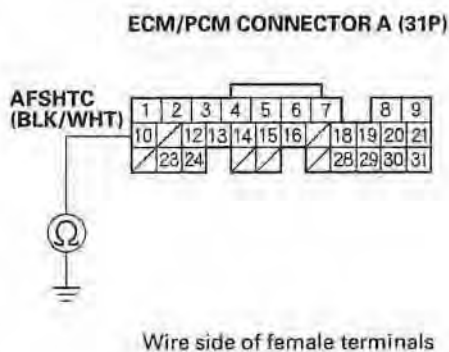 ECM/PCM CONNECTOR A (31P)
AFSHTC
(BLK/WHT)
1 2 3 4 5 6 7 8 9
10 12 13 14 15 16 18 19 20 21
23 24 28 29 30 31
Ω
Wire side of female terminals